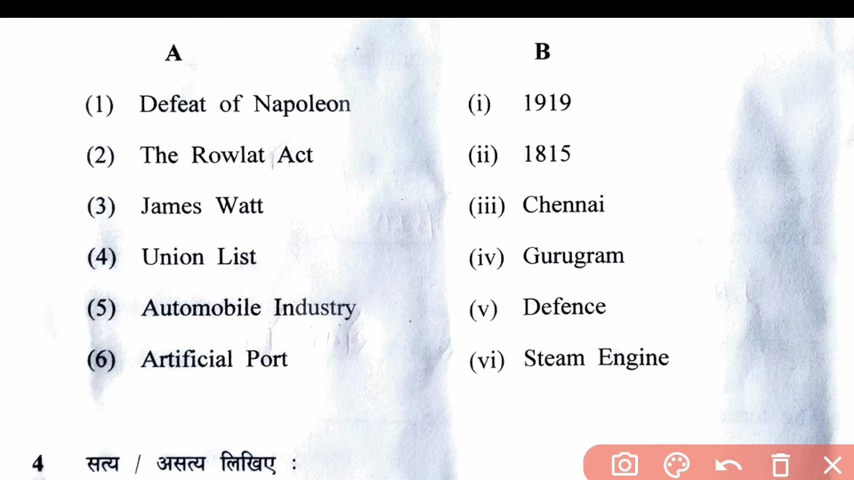 A B
(1) Defeat of Napoleon (i) 1919
(2) The Rowlat Act (ii) 1815
(3) James Watt (iii) Chennai
(4) Union List (iv) Gurugram
(5) Automobile Industry (v) Defence
(6) Artificial Port (vi) Steam Engine
4 सत्य / असत्य लिखिए :